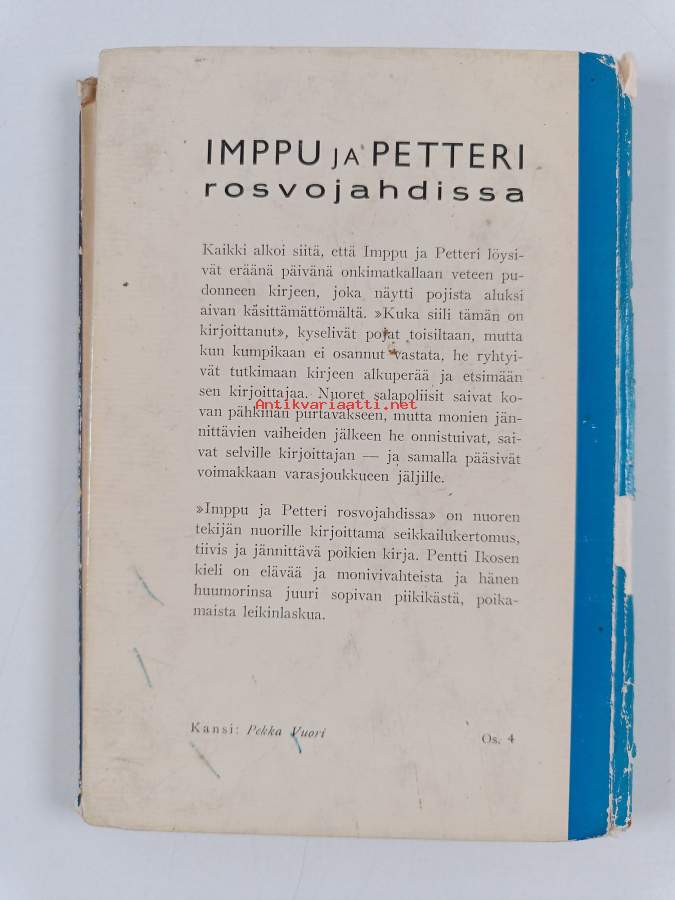 IMPPU JA PETTERI
rosvojahdissa
Kaikki alkoi siitä, että Imppu ja Petteri löysi-
vät eräänä päivänä onkimatkallaan veteen pu-
donneen kirjeen, joka näytti pojista aluksi
aivan käsittämättömältä. »Kuka siili tämän on
kirjoittanut», kyselivät pojat toisiltaan, mutta
kun kumpikaan ei osannut vastata, he ryhtyi-
vät tutkimaan kirjeen alkuperää ja etsimään
sen kirjoittajaa. Nuoret salapoliisit saivat ko-
Antikvariaatti.net
van pähkinän purtavakseen, mutta monien jän-
nittävien vaiheiden jälkeen he onnistuivat, sai-
vat selville kirjoittajan — ja samalla pääsivät
voimakkaan varasjoukkueen jäljille.
»Imppu ja Petteri rosvojahdissa» on nuoren
tekijän nuorille kirjoittama seikkailukertomus,
tiivis ja jännittävä poikien kirja. Pentti Ikosen
kieli on elävää ja monivivahteista ja hänen
huumorinsa juuri sopivan piikikästä, poika-
maista leikinlaskua.
Kansi: Pekka Vuori
Os. 4